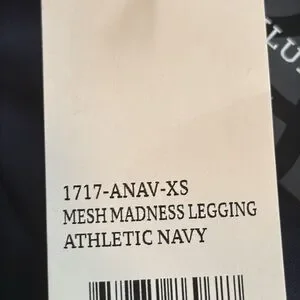 1717-ANAV-XS
MESH MADNESS LEGGING
ATHLETIC NAVY